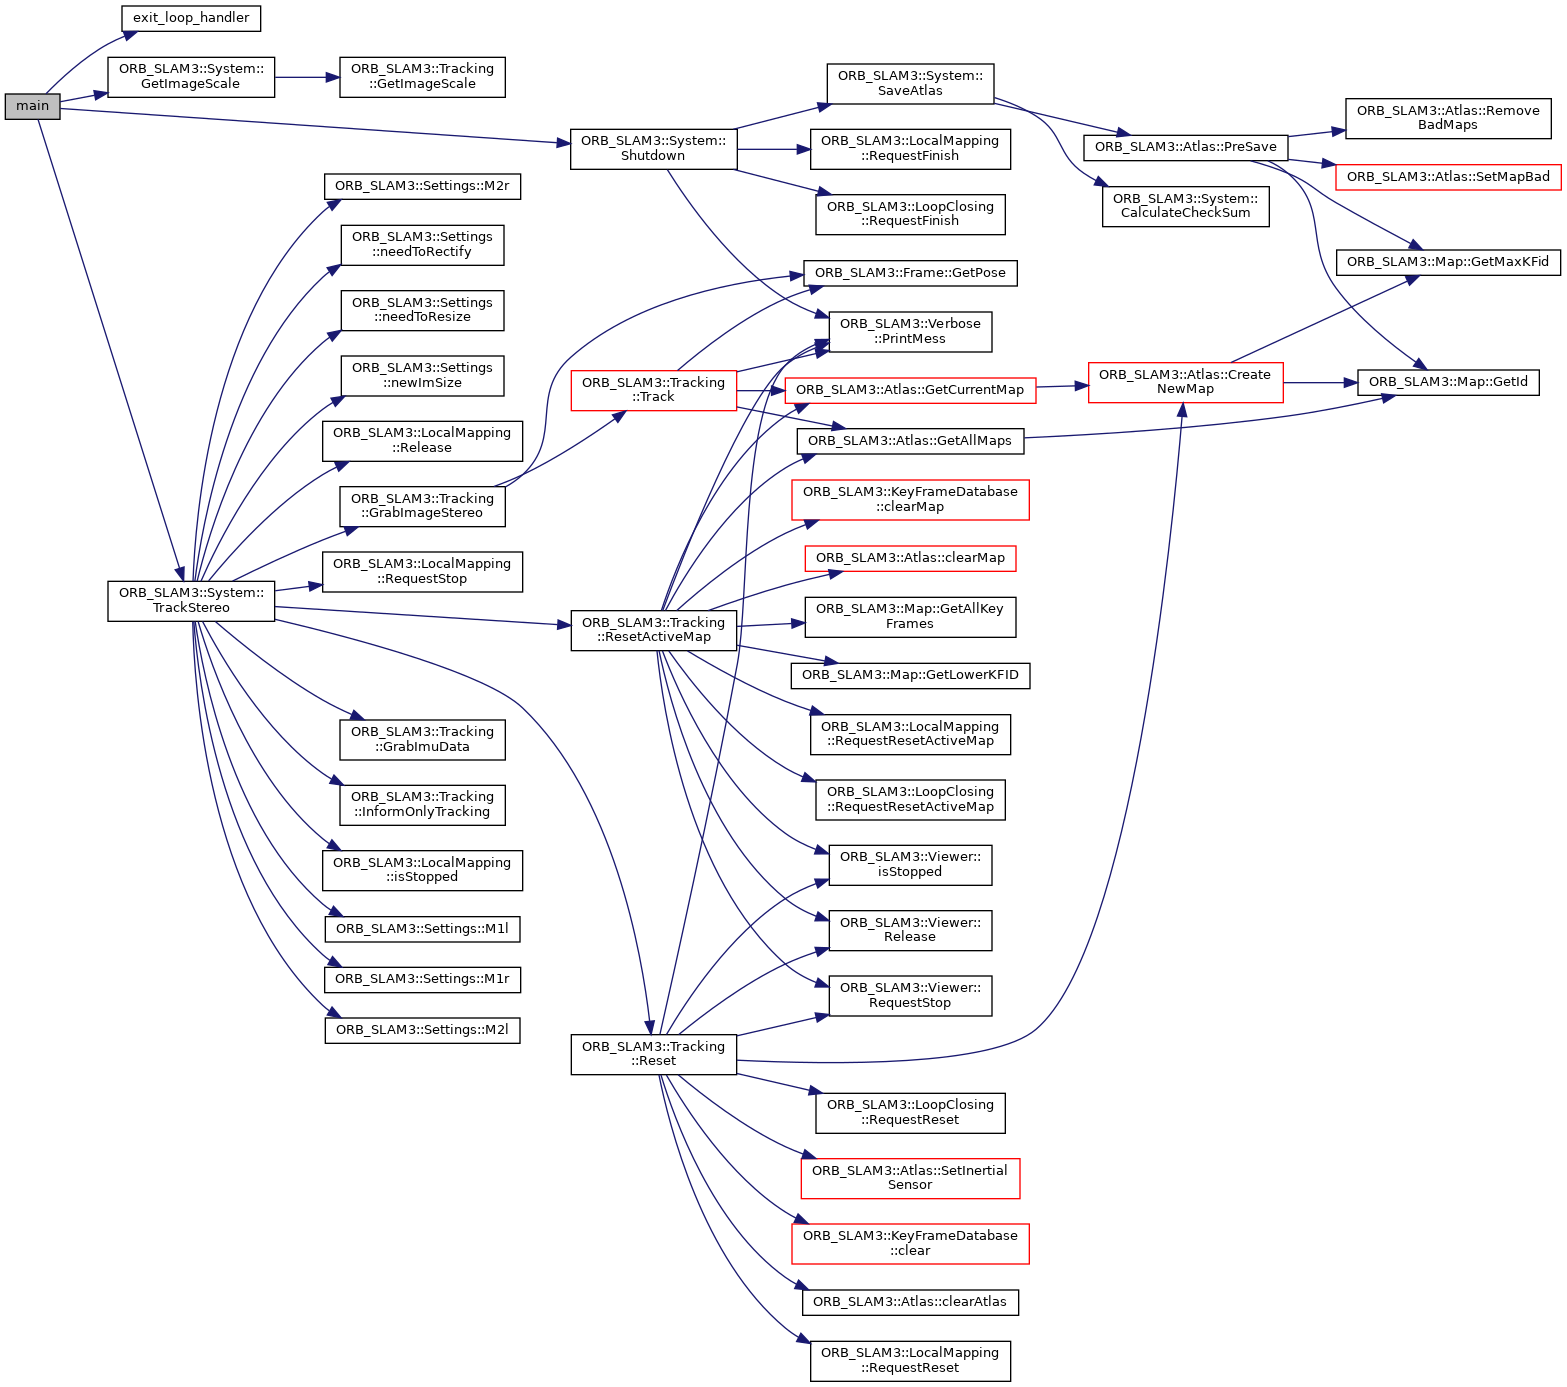 main
exit_loop_handler
ORB_SLAM3::System::
GetImageScale
ORB_SLAM3::System::
TrackStereo
ORB_SLAM3::Tracking
::GetImageScale
ORB_SLAM3::Settings::M2r
ORB_SLAM3::Settings
::needToRectify
ORB_SLAM3::Settings
::needToResize
ORB_SLAM3::Settings
::newImSize
ORB_SLAM3::LocalMapping
::Release
ORB_SLAM3::Tracking
::GrabImageStereo
ORB_SLAM3::LocalMapping
::RequestStop
ORB_SLAM3::Tracking
::GrabImuData
ORB_SLAM3::Tracking
::InformOnlyTracking
ORB_SLAM3::LocalMapping
::isStopped
ORB_SLAM3::Settings::M1l
ORB_SLAM3::Settings::M1r
ORB_SLAM3::Settings::M2l
ORB_SLAM3::System::
Shutdown
ORB_SLAM3::Tracking
::Track
ORB_SLAM3::Tracking
::ResetActiveMap
ORB_SLAM3::Tracking
::Reset
ORB_SLAM3::System::
SaveAtlas
ORB_SLAM3::LocalMapping
::RequestFinish
ORB_SLAM3::LoopClosing
::RequestFinish
ORB_SLAM3::Frame::GetPose
ORB_SLAM3::Verbose
::PrintMess
ORB_SLAM3::Atlas::GetCurrentMap
ORB_SLAM3::Atlas::GetAllMaps
ORB_SLAM3::KeyFrameDatabase
::clearMap
ORB_SLAM3::Atlas::clearMap
ORB_SLAM3::Map::GetAllKey
Frames
ORB_SLAM3::Map::GetLowerKFID
ORB_SLAM3::LocalMapping
::RequestResetActiveMap
ORB_SLAM3::LoopClosing
::RequestResetActiveMap
ORB_SLAM3::Viewer::
isStopped
ORB_SLAM3::Viewer::
Release
ORB_SLAM3::Viewer::
RequestStop
ORB_SLAM3::LoopClosing
::RequestReset
ORB_SLAM3::Atlas::SetInertial
Sensor
ORB_SLAM3::KeyFrameDatabase
::clear
ORB_SLAM3::Atlas::clearAtlas
ORB_SLAM3::LocalMapping
::RequestReset
ORB_SLAM3::Atlas::PreSave
ORB_SLAM3::System::
CalculateCheckSum
ORB_SLAM3::Atlas::Create
NewMap
ORB_SLAM3::Atlas::Remove
BadMaps
ORB_SLAM3::Atlas::SetMapBad
ORB_SLAM3::Map::GetMaxKFid
ORB_SLAM3::Map::GetId